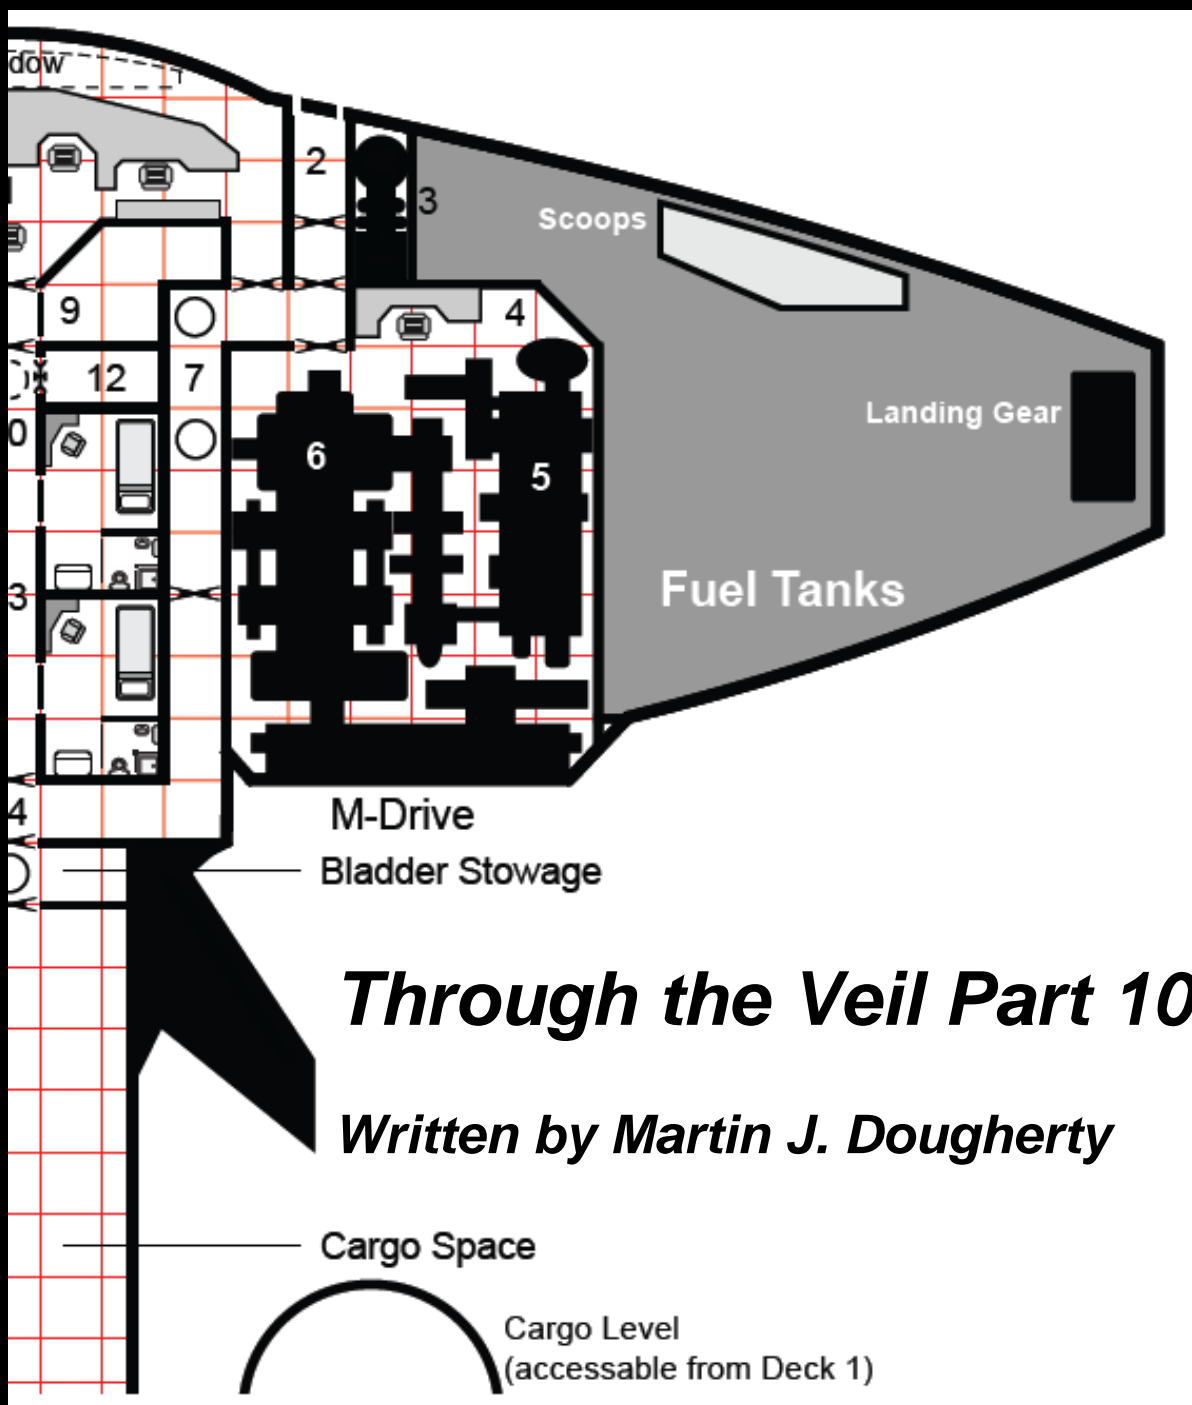 dow
2
3
Scoops
9
4
12
7
Landing Gear
0
6
5
Fuel Tanks
3
4
M-Drive
Bladder Stowage
Through the Veil Part 10
Written by Martin J. Dougherty
Cargo Space
Cargo Level
(accessable from Deck 1)